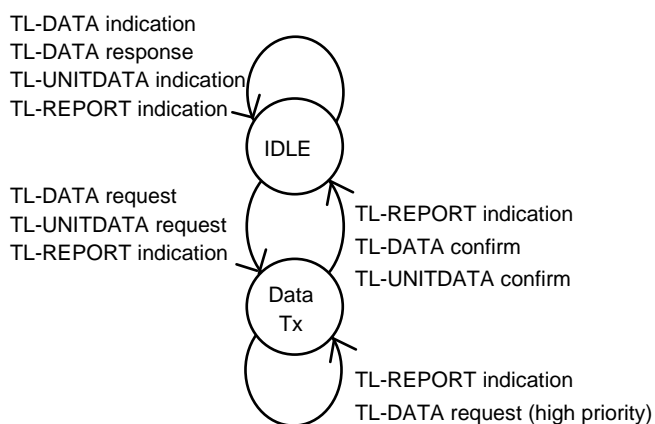 TL-DATA indication
TL-DATA response
TL-UNITDATA indication
TL-REPORT indication
IDLE
TL-DATA request
TL-UNITDATA request
TL-REPORT indication
TL-REPORT indication
TL-DATA confirm
TL-UNITDATA confirm
Data
Tx
TL-REPORT indication
TL-DATA request (high priority)